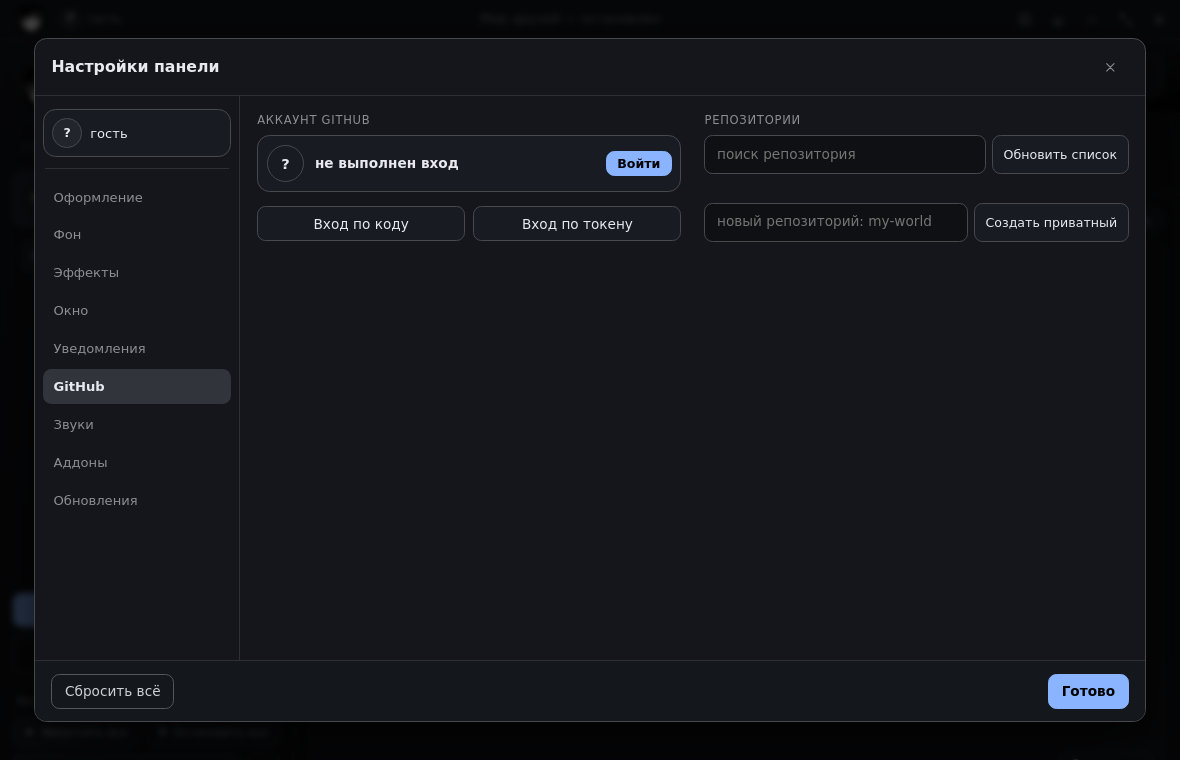 Настройки панели
×
? гость
Оформление
Фон
Эффекты
Окно
Уведомления
GitHub
Звуки
Аддоны
Обновления
АККАУНТ GITHUB
? не выполнен вход Войти
Вход по коду Вход по токену
РЕПОЗИТОРИИ
поиск репозитория Обновить список
новый репозиторий: my-world Создать приватный
Сбросить всё Готово